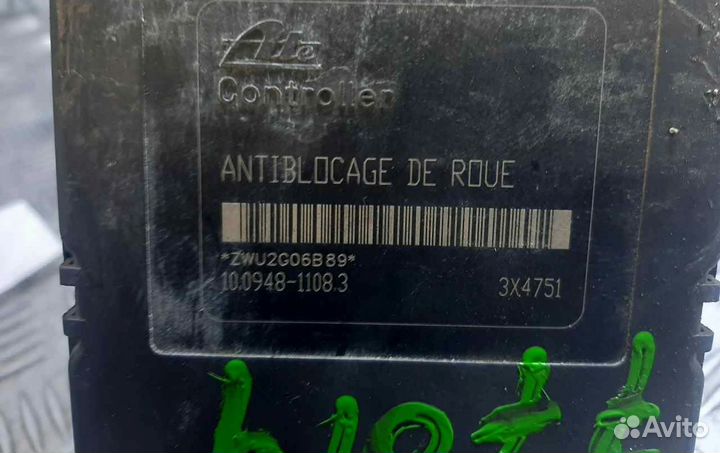 Ate
Controller
ANTIBLOCAGE DE ROUE
*ZWU2G06B89*
10.0948-1108.3
3X4751
Avito